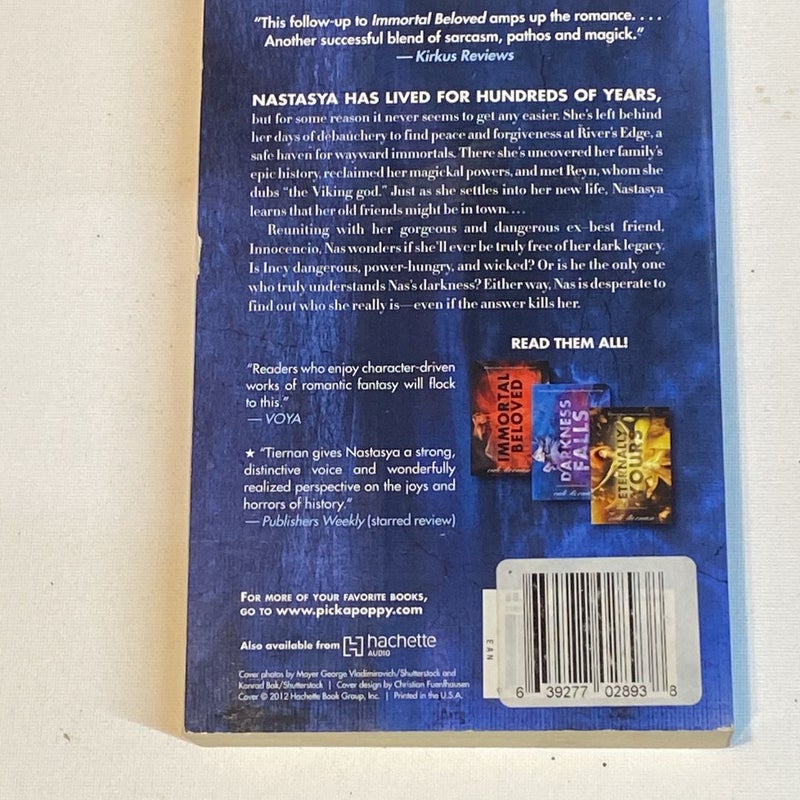 "This follow-up to Immortal Beloved amps up the romance. . . .
Another successful blend of sarcasm, pathos and magick."
— Kirkus Reviews
NASTASYA HAS LIVED FOR HUNDREDS OF YEARS,
but for some reason it never seems to get any easier. She's left behind
her days of debauchery to find peace and forgiveness at River's Edge, a
safe haven for wayward immortals. There she's uncovered her family's
epic history, reclaimed her magickal powers, and met Reyn, whom she
dubs "the Viking god." Just as she settles into her new life, Nastasya
learns that her old friends might be in town....
Reuniting with her gorgeous and dangerous ex–best friend,
Innocencio, Nas wonders if she'll ever be truly free of her dark legacy.
Is Incy dangerous, power-hungry, and wicked? Or is he the only one
who truly understands Nas's darkness? Either way, Nas is desperate to
find out who she really is—even if the answer kills her.
READ THEM ALL!
IMMORTAL
BELOVED
DARKNESS
FALLS
ETERNALLY
YOURS
"Readers who enjoy character-driven
works of romantic fantasy will flock
to this."
— VOYA
★ "Tiernan gives Nastasya a strong,
distinctive voice and wonderfully
realized perspective on the joys and
horrors of history."
— Publishers Weekly (starred review)
FOR MORE OF YOUR FAVORITE BOOKS,
GO TO www.pickapoppy.com
Also available from hachette
AUDIO
Cover photos by Mayer George Vladimirovich/Shutterstock and
Konrad Bak/Shutterstock | Cover design by Christian Fuenfhausen
Cover © 2012 Hachette Book Group, Inc. | Printed in the U.S.A.
EAN
6 39277 02893 8